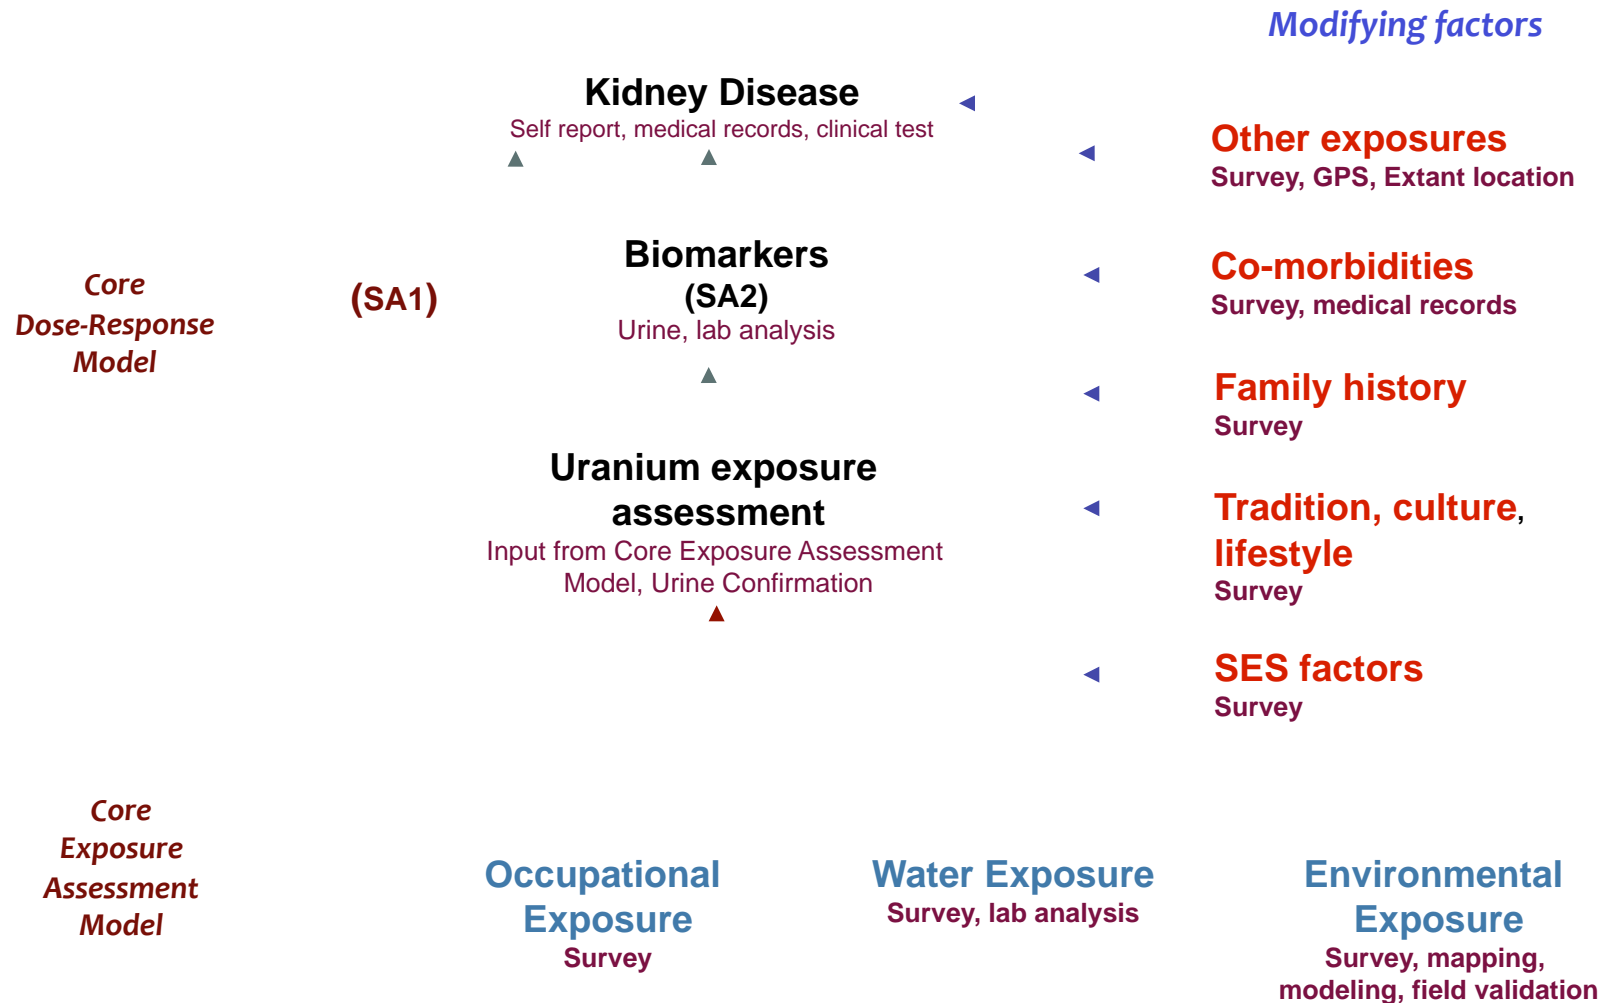 Modifying factors
Kidney Disease
Self report, medical records, clinical test
Other exposures
Survey, GPS, Extant location
Core
Dose-Response
Model
(SA1)
Biomarkers
(SA2)
Urine, lab analysis
Co-morbidities
Survey, medical records
Family history
Survey
Uranium exposure
assessment
Input from Core Exposure Assessment
Model, Urine Confirmation
Tradition, culture,
lifestyle
Survey
SES factors
Survey
Core
Exposure
Assessment
Model
Occupational
Exposure
Survey
Water Exposure
Survey, lab analysis
Environmental
Exposure
Survey, mapping,
modeling, field validation